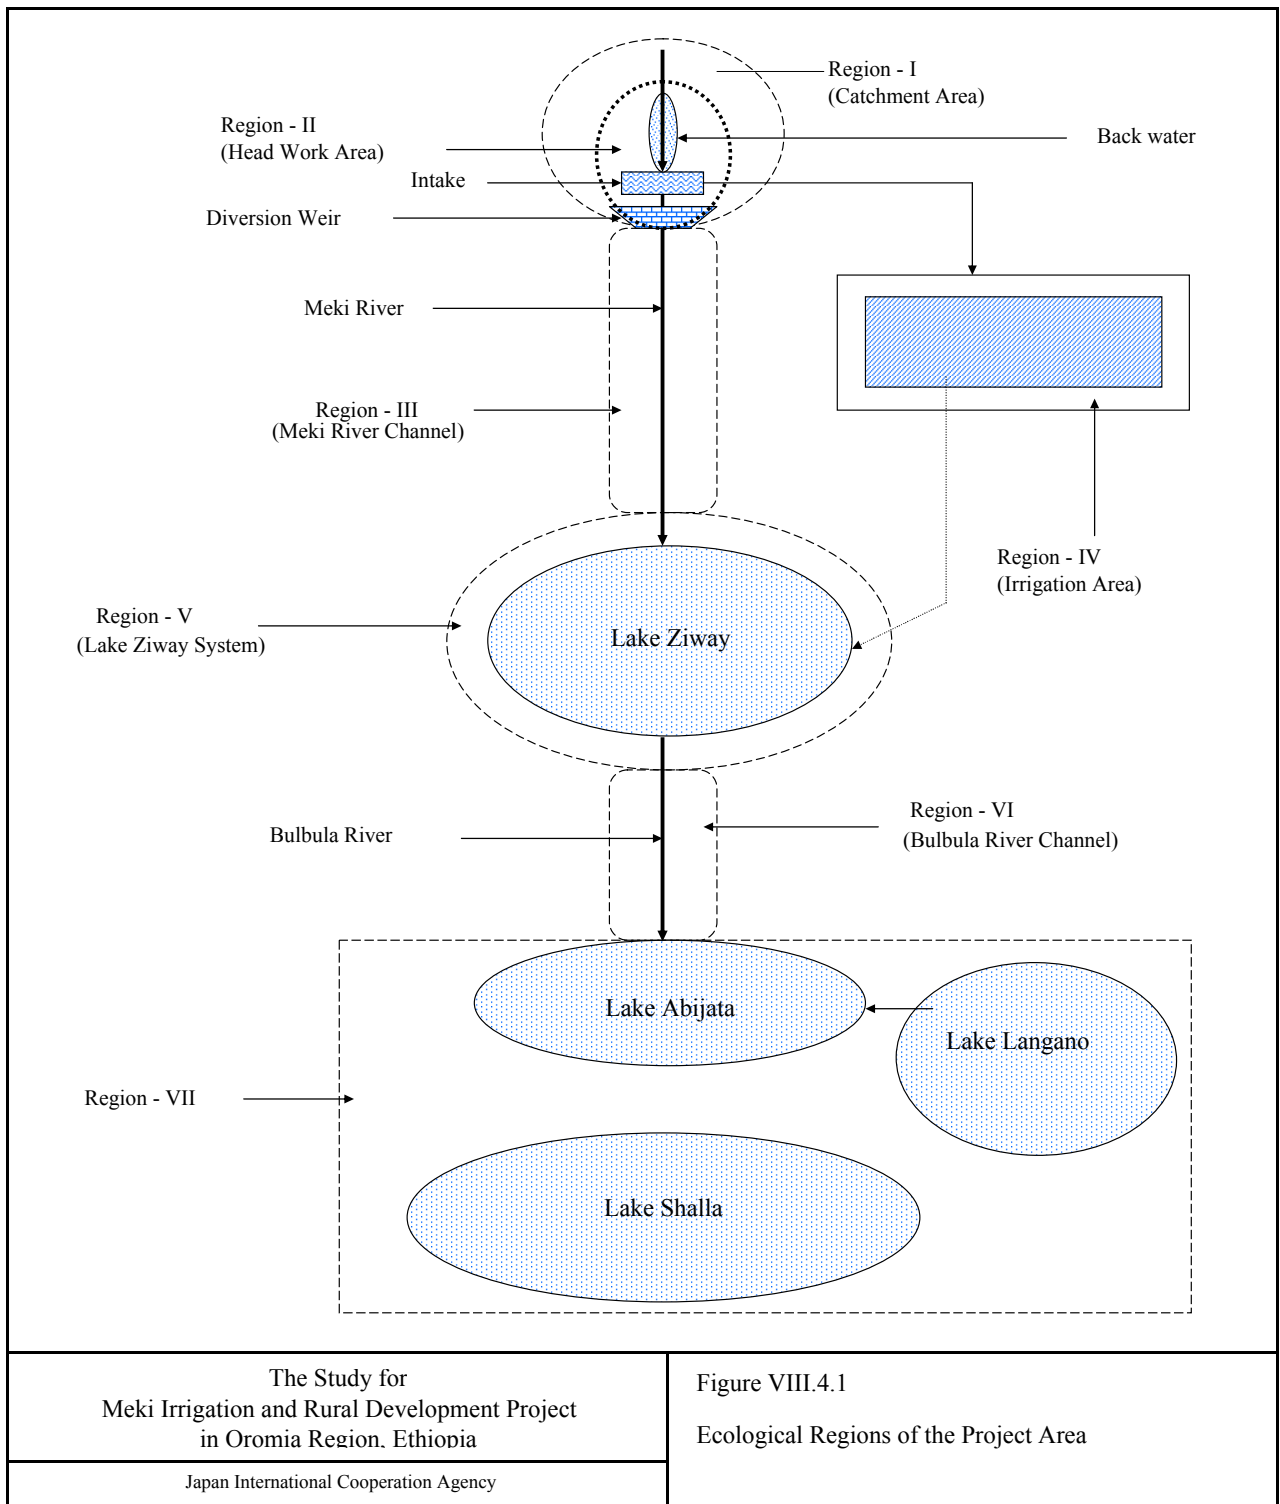 Region - I
(Catchment Area)
Region - II
(Head Work Area)
Back water
Intake
Diversion Weir
Meki River
Region - III
(Meki River Channel)
Region - IV
(Irrigation Area)
Region - V
(Lake Ziway System)
Lake Ziway
Bulbula River
Region - VI
(Bulbula River Channel)
Lake Abijata
Lake Langano
Region - VII
Lake Shalla
The Study for
Meki Irrigation and Rural Development Project
in Oromia Region, Ethiopia
Japan International Cooperation Agency
Figure VIII.4.1
Ecological Regions of the Project Area